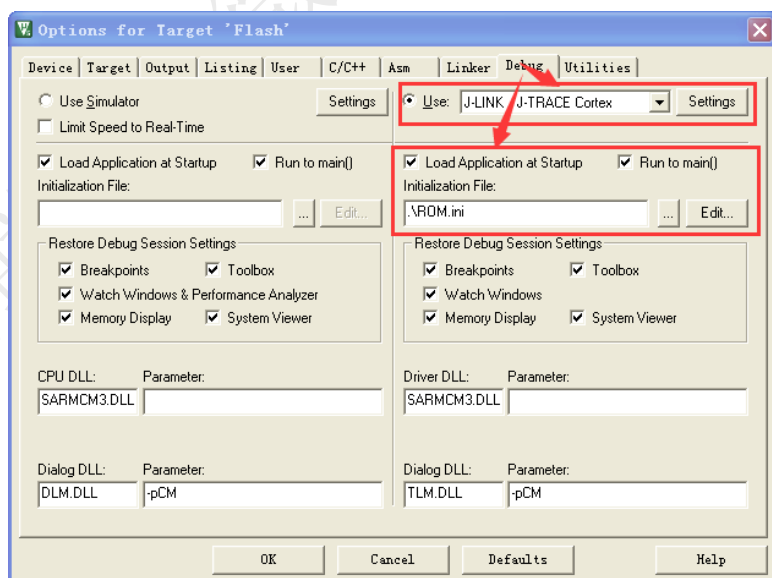 Options for Target 'Flash'
Device Target Output Listing User C/C++ Asm Linker Debug Utilities
Use Simulator Settings Use: J-LINK / J-TRACE Cortex Settings
Limit Speed to Real-Time
Load Application at Startup Run to main() Load Application at Startup Run to main()
Initialization File: Initialization File:
... Edit... .\ROM.ini ... Edit...
Restore Debug Session Settings Restore Debug Session Settings
Breakpoints Toolbox Breakpoints Toolbox
Watch Windows & Performance Analyzer Watch Windows
Memory Display System Viewer Memory Display System Viewer
CPU DLL: Parameter: Driver DLL: Parameter:
SARMCM3.DLL SARMCM3.DLL
Dialog DLL: Parameter: Dialog DLL: Parameter:
DLM.DLL -pCM TLM.DLL -pCM
OK Cancel Defaults Help